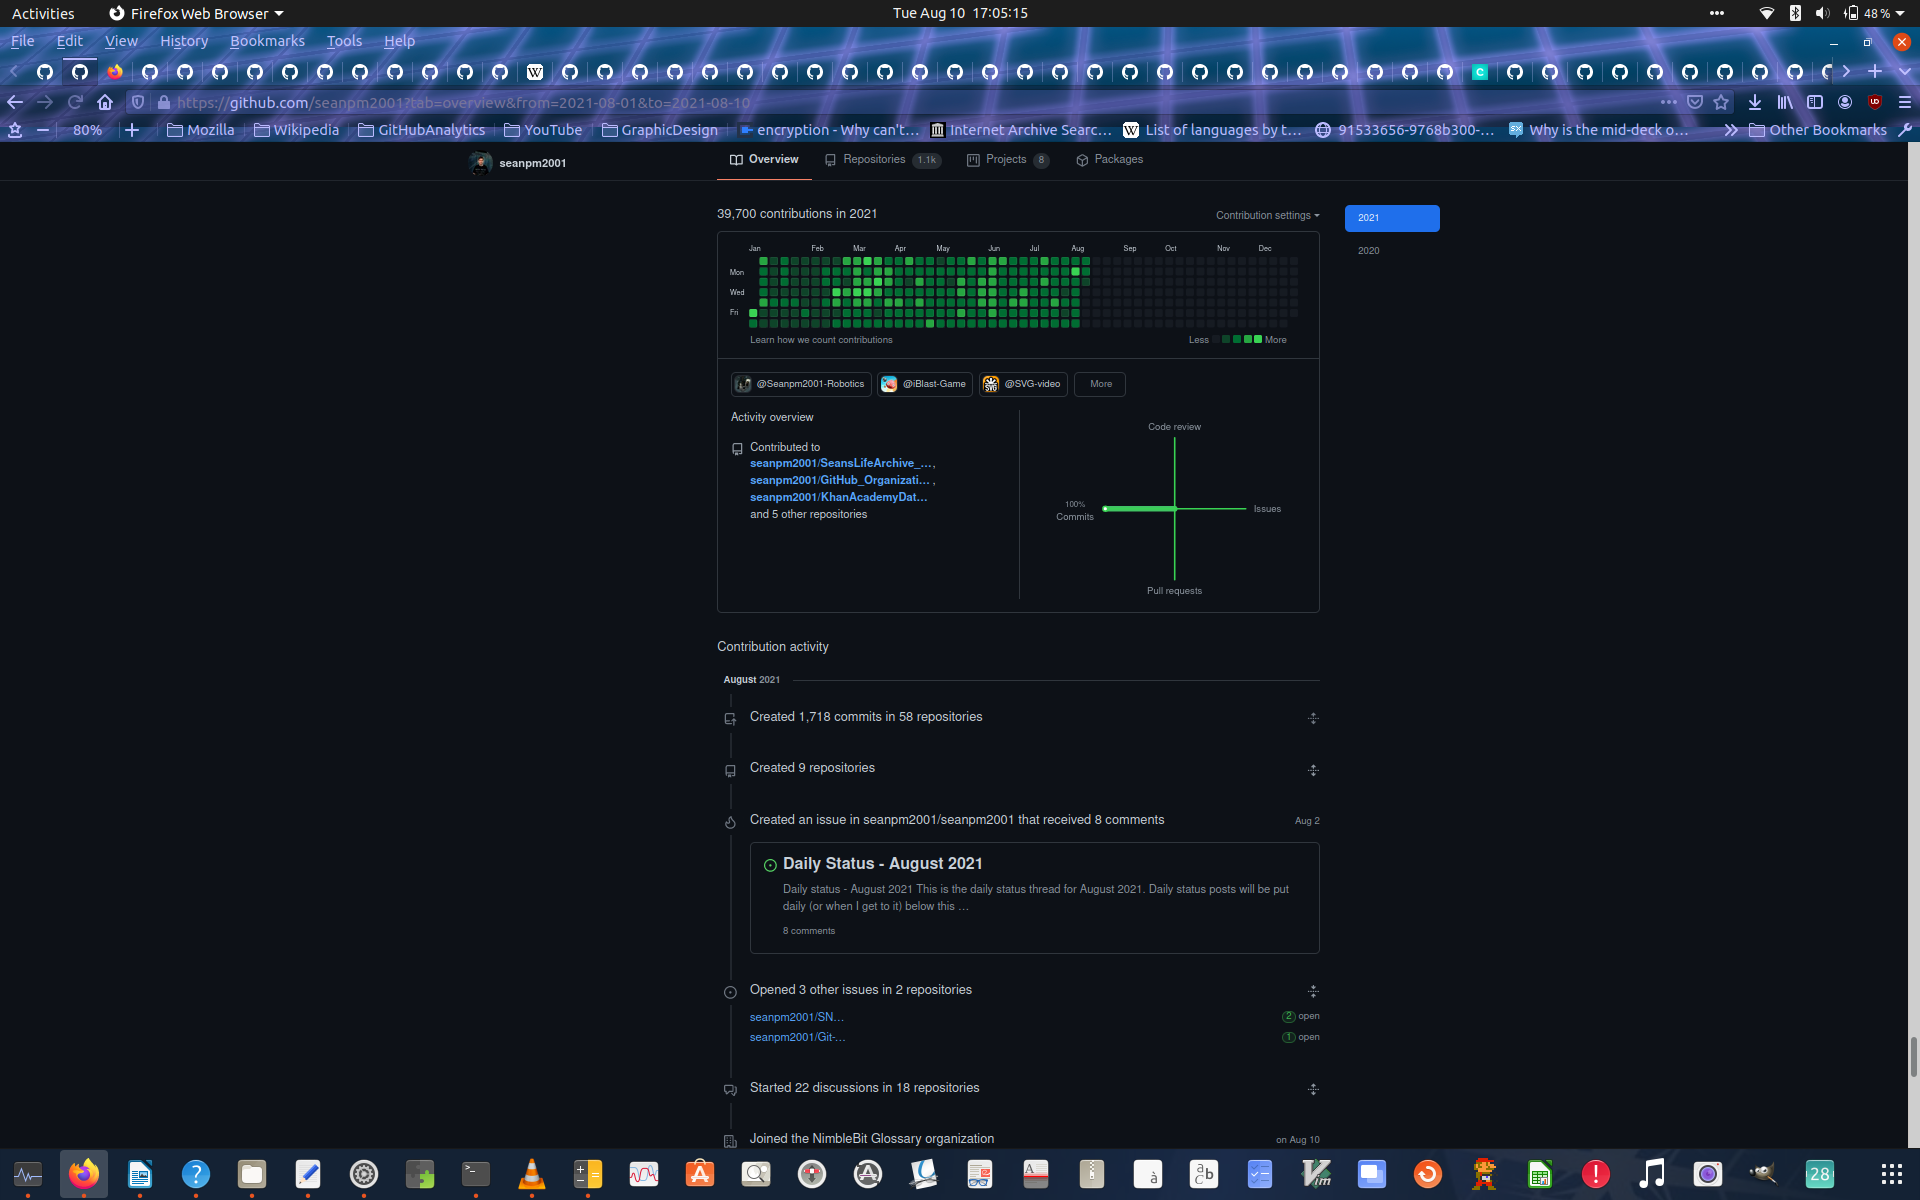 Activities Firefox Web Browser Tue Aug 10 17:05:15 48 %
File Edit View History Bookmarks Tools Help
https://github.com/seanpm2001?tab=overview&from=2021-08-01&to=2021-08-10
80% Mozilla Wikipedia GitHubAnalytics YouTube GraphicDesign encryption - Why can't… Internet Archive Searc… List of languages by t… 91533656-9768b300-… Why is the mid-deck o… Other Bookmarks
seanpm2001 Overview Repositories 1.1k Projects 8 Packages
39,700 contributions in 2021 Contribution settings 2021
2020
Jan Feb Mar Apr May Jun Jul Aug Sep Oct Nov Dec
Mon
Wed
Fri
Learn how we count contributions Less More
@Seanpm2001-Robotics @iBlast-Game @SVG-video More
Activity overview
Contributed to
seanpm2001/SeansLifeArchive_… ,
seanpm2001/GitHub_Organizati… ,
seanpm2001/KhanAcademyDat…
and 5 other repositories
Code review
100%
Commits
Issues
Pull requests
Contribution activity
August 2021
Created 1,718 commits in 58 repositories
Created 9 repositories
Created an issue in seanpm2001/seanpm2001 that received 8 comments Aug 2
Daily Status - August 2021
Daily status - August 2021 This is the daily status thread for August 2021. Daily status posts will be put
daily (or when I get to it) below this …
8 comments
Opened 3 other issues in 2 repositories
seanpm2001/SN… 2 open
seanpm2001/Git-… 1 open
Started 22 discussions in 18 repositories
Joined the NimbleBit Glossary organization on Aug 10
28